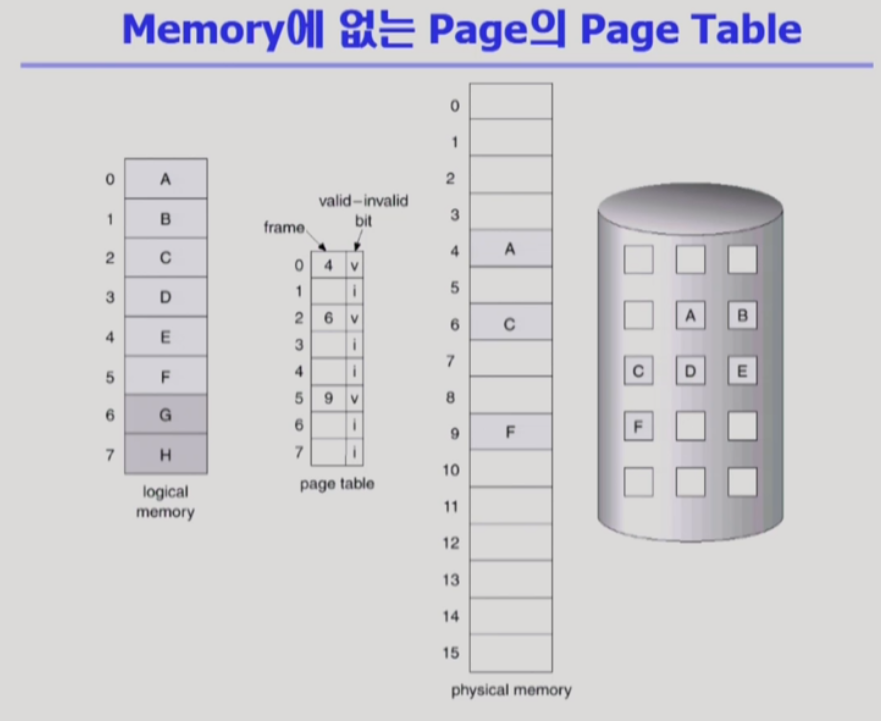 Memory에 없는 Page의 Page Table
0 A
1 B
2 C
3 D
4 E
5 F
6 G
7 H
logical
memory
valid–invalid
bit
frame
0 4 v
1 i
2 6 v
3 i
4 i
5 9 v
6 i
7 i
page table
0
1
2
3
4 A
5
6 C
7
8
9 F
10
11
12
13
14
15
physical memory
A B
C D E
F